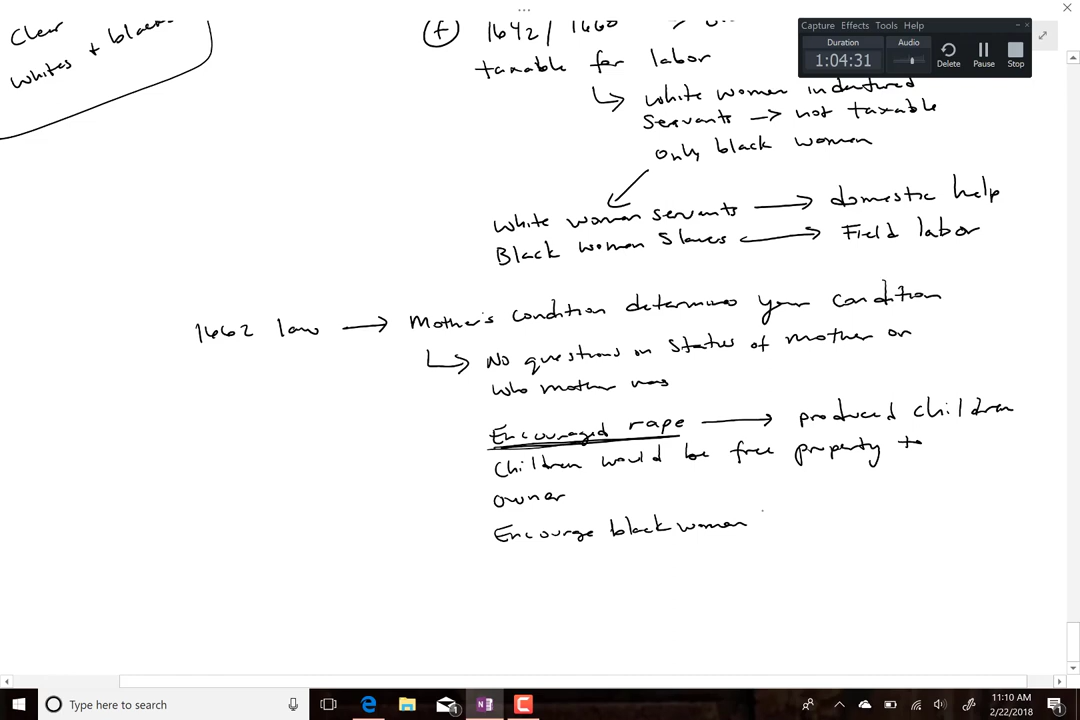 Clear
whites + black
(f) 1642/1660 →
taxable for labor
↳ white women indentured
servants → not taxable
only black women
white women servants → domestic help
Black women slaves → Field labor
1662 law → Mother's condition determines your condition
↳ No questions on status of mother or
who mother was
Encouraged rape → produced children
Children would be free property to
owner
Encourge black women
Capture Effects Tools Help
Duration
Audio
1:04:31
Delete Pause Stop
Type here to search
11:10 AM
2/22/2018